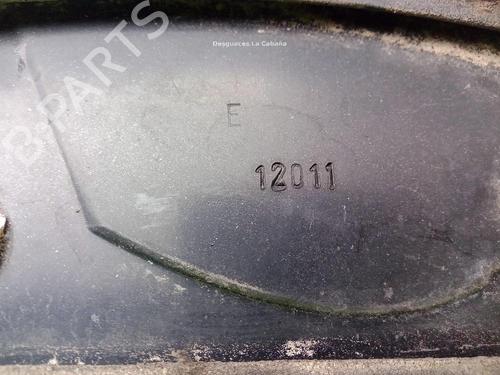 Desguaces La Cabaña
B-PARTS
E
12011